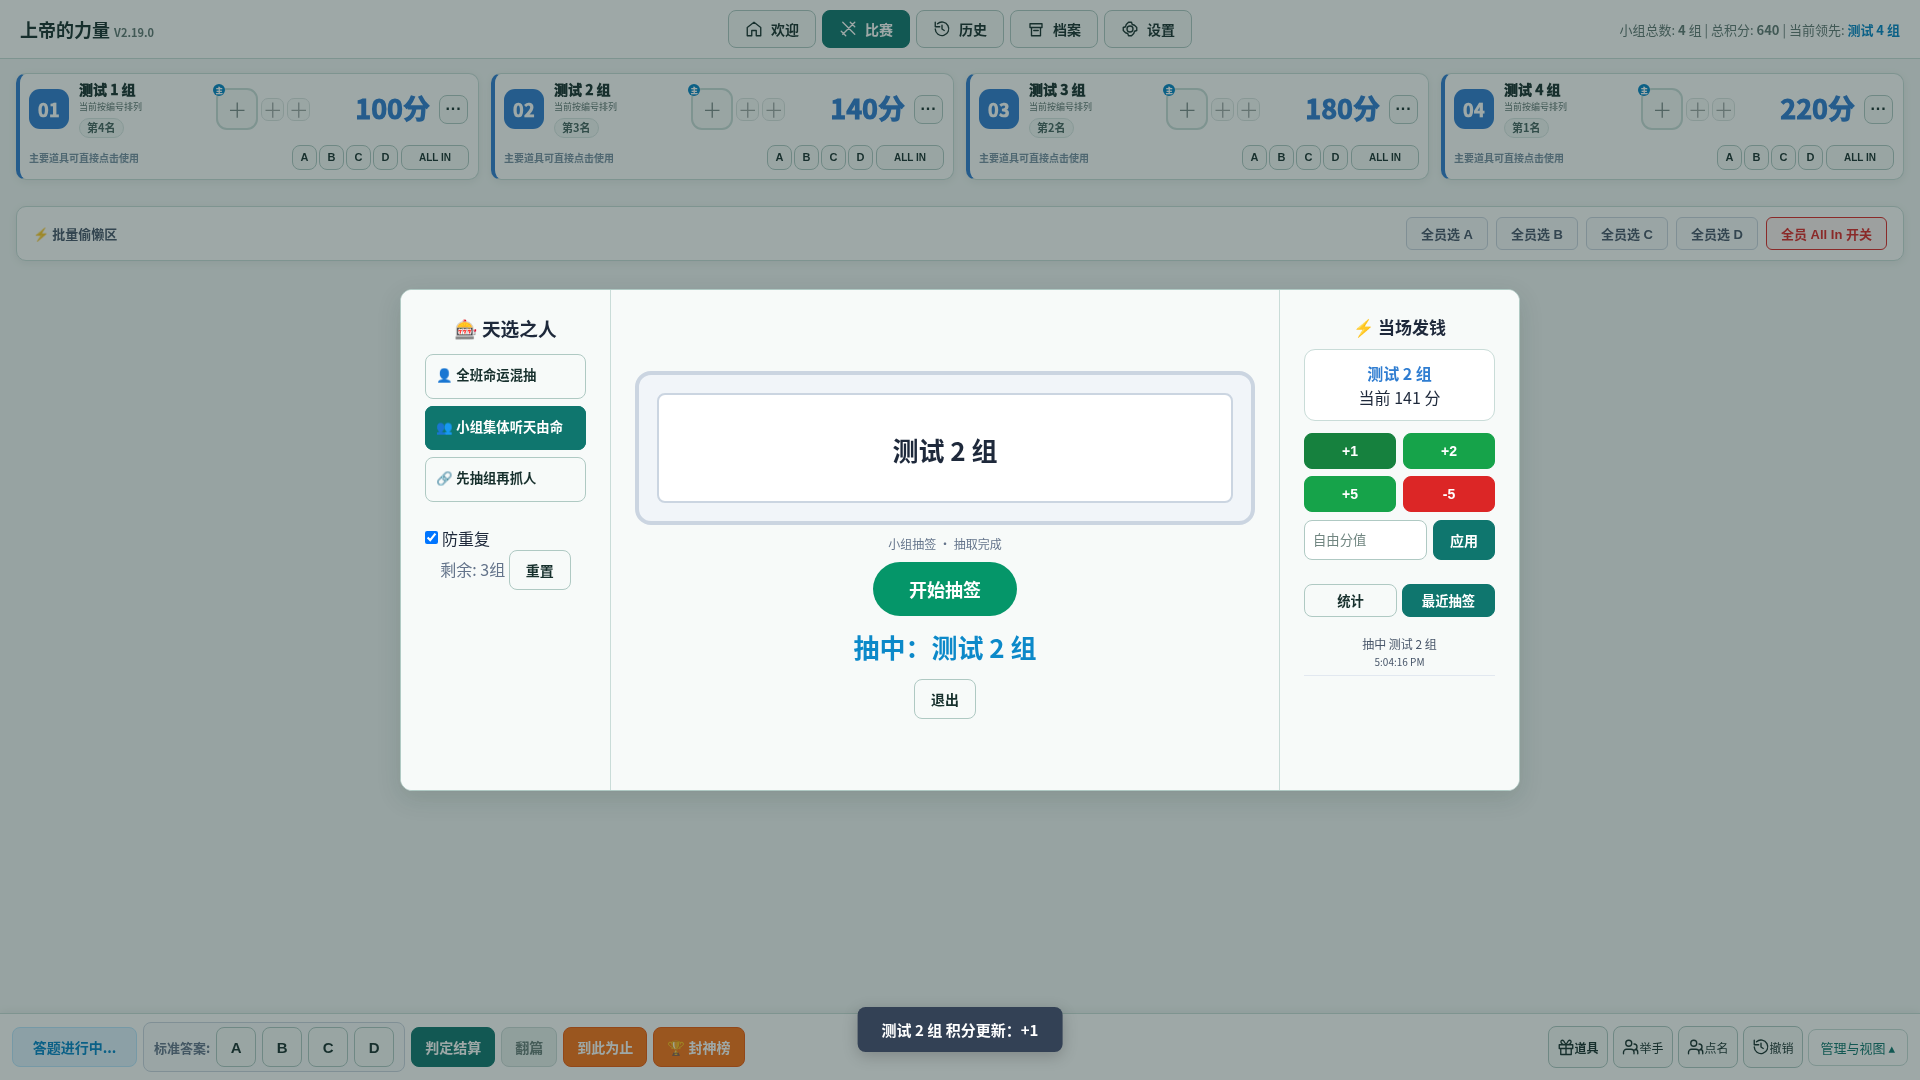 上帝的力量 V2.19.0
欢迎
比赛
历史
档案
设置
小组总数: 4 组 | 总积分: 640 | 当前领先: 测试 4 组
01
测试 1 组
当前按编号排列
第4名
主
100分
···
主要道具可直接点击使用
A
B
C
D
ALL IN
02
测试 2 组
当前按编号排列
第3名
主
140分
···
主要道具可直接点击使用
A
B
C
D
ALL IN
03
测试 3 组
当前按编号排列
第2名
主
180分
···
主要道具可直接点击使用
A
B
C
D
ALL IN
04
测试 4 组
当前按编号排列
第1名
主
220分
···
主要道具可直接点击使用
A
B
C
D
ALL IN
⚡ 批量偷懒区
全员选 A
全员选 B
全员选 C
全员选 D
全员 All In 开关
🎰 天选之人
👤 全班命运混抽
👥 小组集体听天由命
🔗 先抽组再抓人
防重复
剩余: 3组
重置
测试 2 组
小组抽签 · 抽取完成
开始抽签
抽中：测试 2 组
退出
⚡ 当场发钱
测试 2 组
当前 141 分
+1
+2
+5
-5
自由分值
应用
统计
最近抽签
抽中 测试 2 组
5:04:16 PM
测试 2 组 积分更新：+1
答题进行中...
标准答案:
A
B
C
D
判定结算
翻篇
到此为止
🏆 封神榜
道具
举手
点名
撤销
管理与视图 ▴